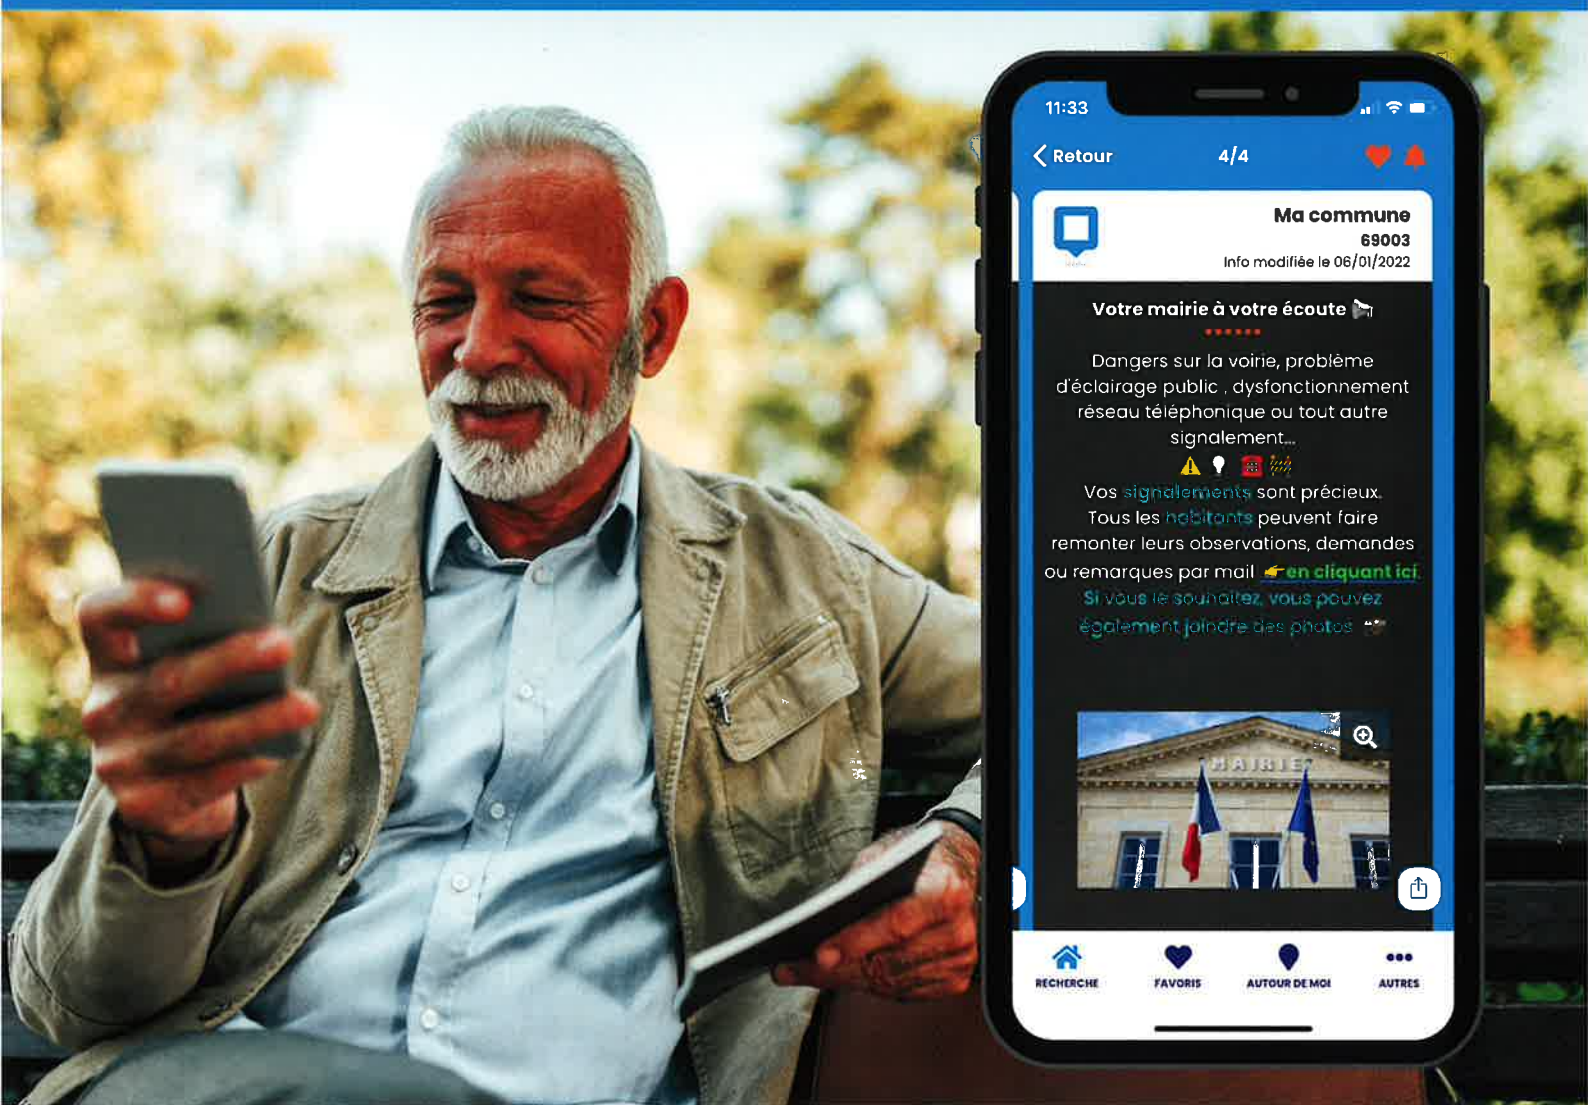 11:33
Retour
4/4
Ma commune
69003
Info modifiée le 06/01/2022
Votre mairie à votre écoute
Dangers sur la voirie, problème
d'éclairage public , dysfonctionnement
réseau téléphonique ou tout autre
signalement...
Vos signalements sont précieux.
Tous les habitants peuvent faire
remonter leurs observations, demandes
ou remarques par mail en cliquant ici.
Si vous le souhaitez, vous pouvez
également joindre des photos
MAIRIE
RECHERCHE
FAVORIS
AUTOUR DE MOI
AUTRES